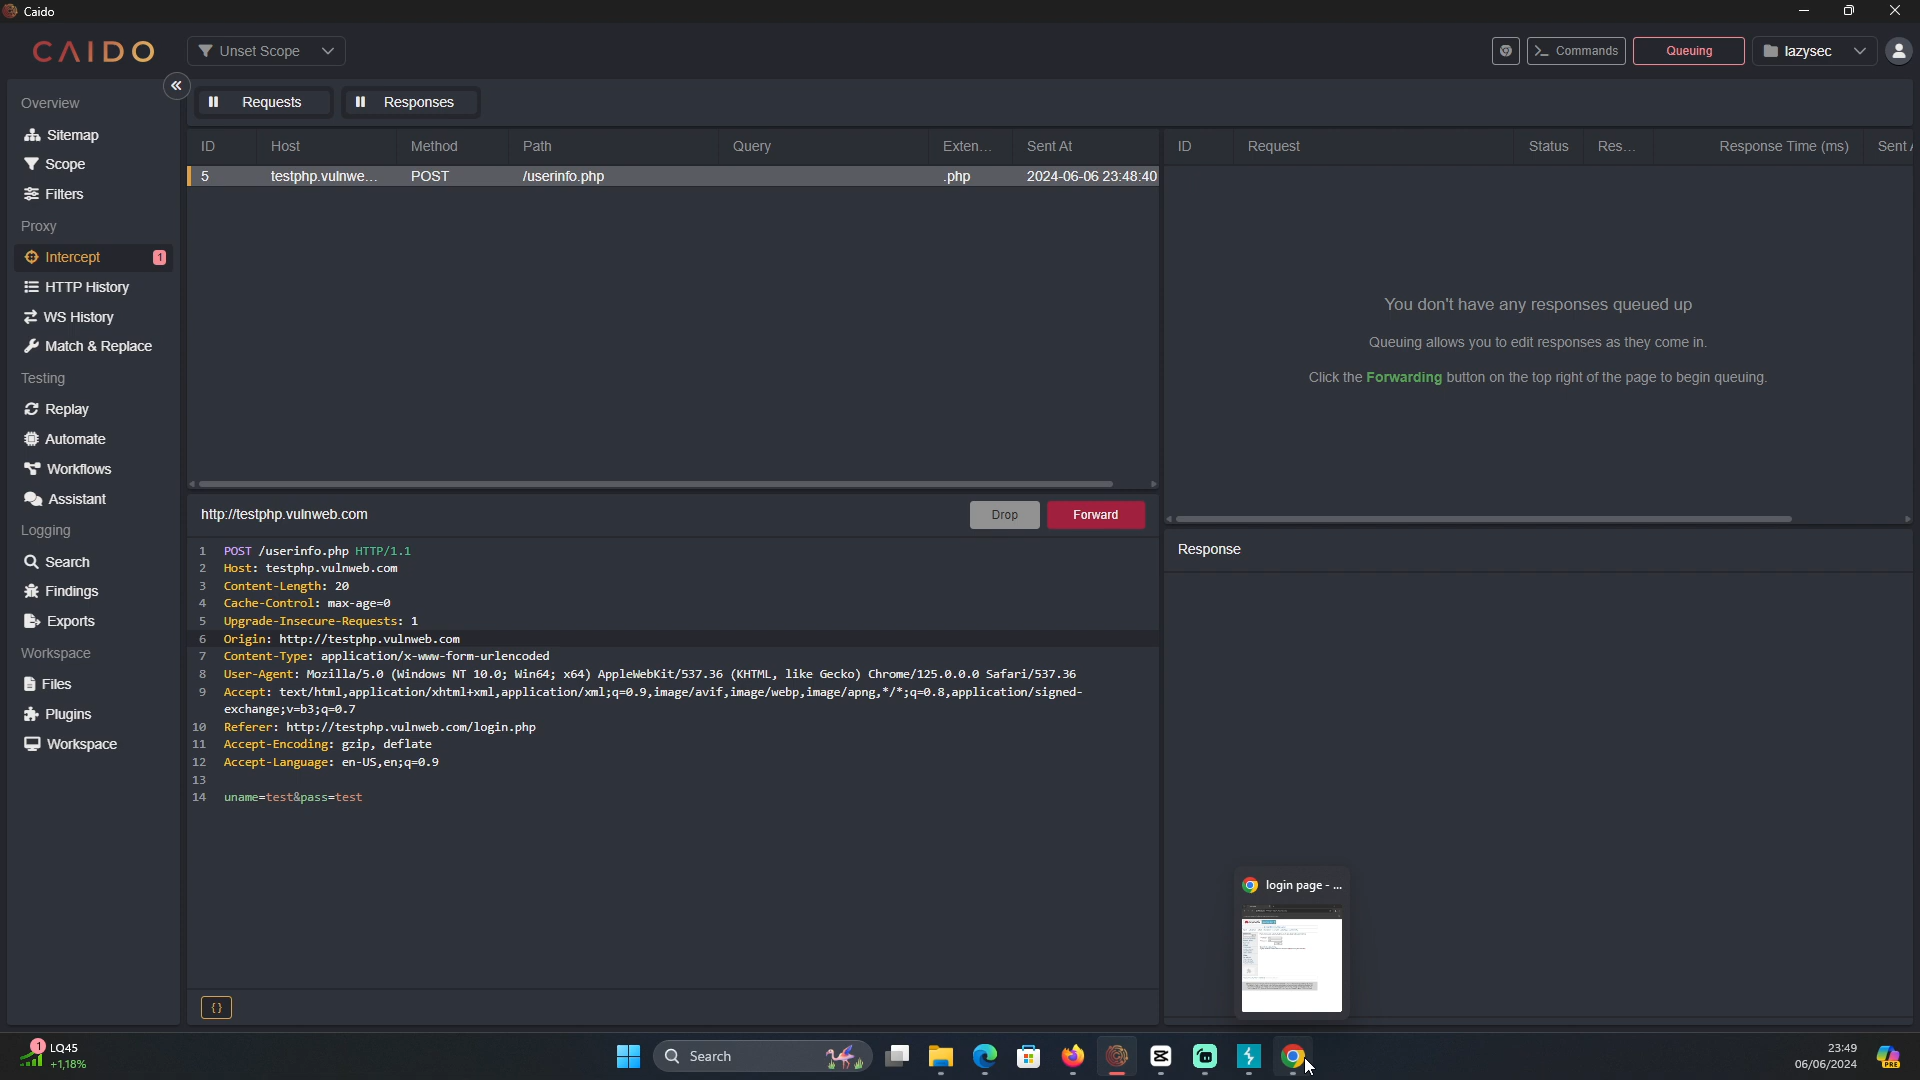 Caido
CAIDO
Unset Scope
Commands
Queuing
lazysec
Overview
Sitemap
Scope
Filters
Proxy
Intercept 1
HTTP History
WS History
Match & Replace
Testing
Replay
Automate
Workflows
Assistant
Logging
Search
Findings
Exports
Workspace
Files
Plugins
Workspace
Requests Responses
ID Host Method Path Query Exten... Sent At
5 testphp.vulnwe... POST /userinfo.php .php 2024-06-06 23:48:40
ID Request Status Res... Response Time (ms) Sent A
You don't have any responses queued up
Queuing allows you to edit responses as they come in.
Click the Forwarding button on the top right of the page to begin queuing.
http://testphp.vulnweb.com Drop Forward
1 POST /userinfo.php HTTP/1.1
2 Host: testphp.vulnweb.com
3 Content-Length: 20
4 Cache-Control: max-age=0
5 Upgrade-Insecure-Requests: 1
6 Origin: http://testphp.vulnweb.com
7 Content-Type: application/x-www-form-urlencoded
8 User-Agent: Mozilla/5.0 (Windows NT 10.0; Win64; x64) AppleWebKit/537.36 (KHTML, like Gecko) Chrome/125.0.0.0 Safari/537.36
9 Accept: text/html,application/xhtml+xml,application/xml;q=0.9,image/avif,image/webp,image/apng,*/*;q=0.8,application/signed-
exchange;v=b3;q=0.7
10 Referer: http://testphp.vulnweb.com/login.php
11 Accept-Encoding: gzip, deflate
12 Accept-Language: en-US,en;q=0.9
13
14 uname=test&pass=test
{}
Response
login page - ...
1 LQ45
+1,18%
Search
23:49
06/06/2024
PRE